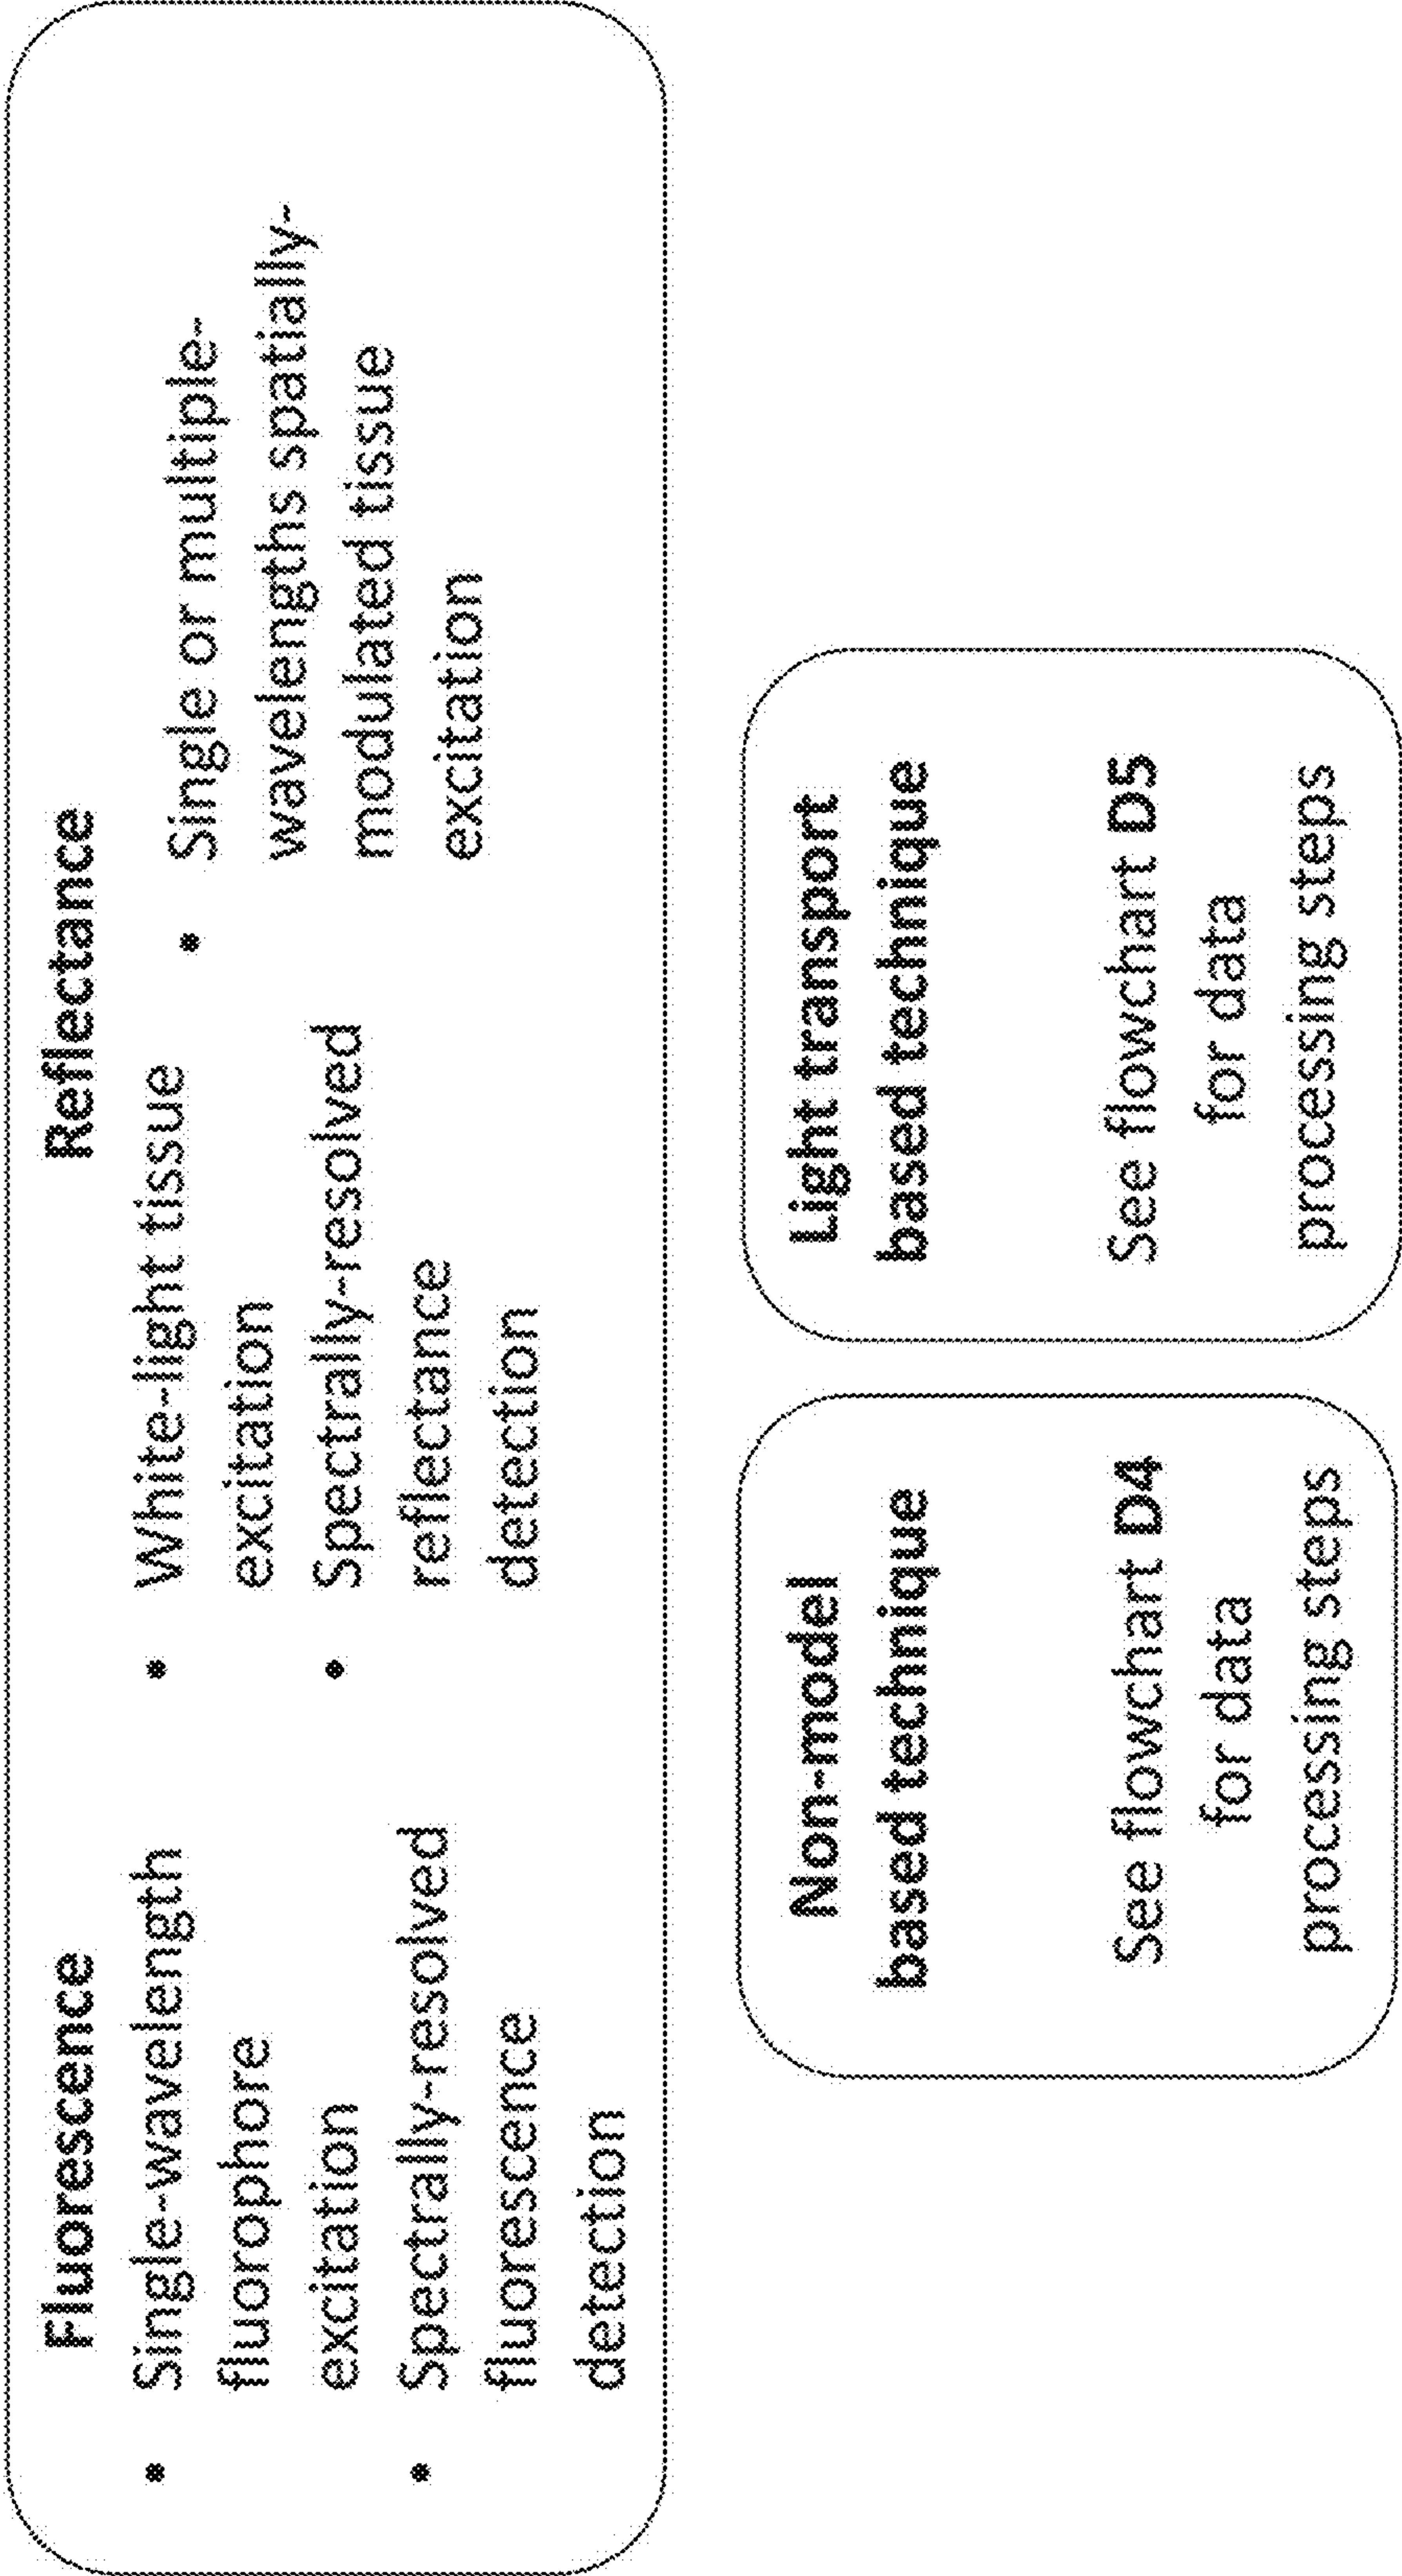 Fluorescence
• Single-wavelength
fluorophore
excitation
• Spectrally-resolved
fluorescence
detection
Reflectance
• White-light tissue
excitation
• Spectrally-resolved
reflectance
detection
• Single or multiple-
wavelengths spatially-
modulated tissue
excitation
Non-model
based technique
See flowchart D4
for data
processing steps
Light transport
based technique
See flowchart D5
for data
processing steps